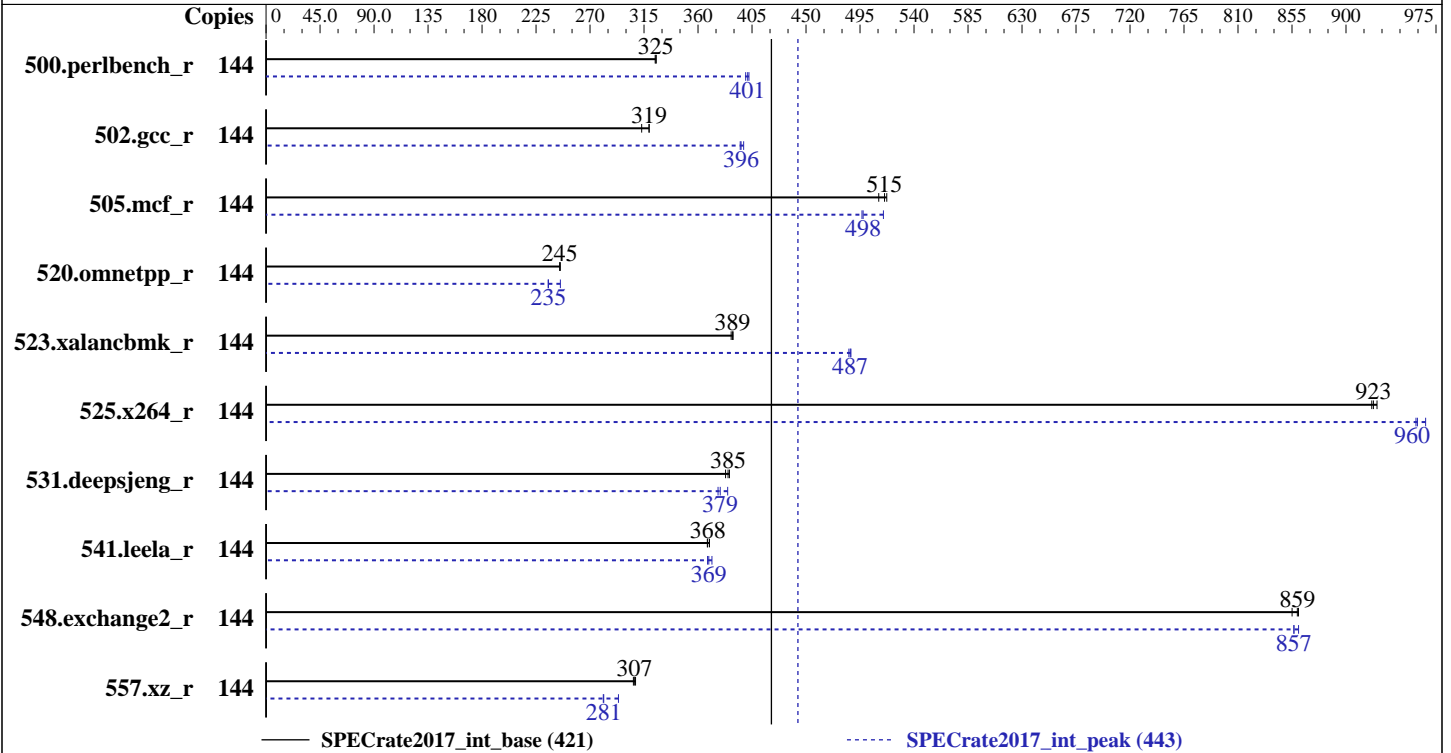 Copies 0 45.0 90.0 135 180 225 270 315 360 405 450 495 540 585 630 675 720 765 810 855 900 975
500.perlbench_r 144 325
401
502.gcc_r 144 319
396
505.mcf_r 144 515
498
520.omnetpp_r 144 245
235
523.xalancbmk_r 144 389
487
525.x264_r 144 923
960
531.deepsjeng_r 144 385
379
541.leela_r 144 368
369
548.exchange2_r 144 859
857
557.xz_r 144 307
281
SPECrate2017_int_base (421) SPECrate2017_int_peak (443)